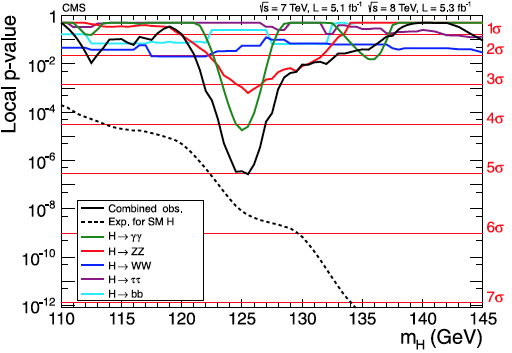 CMS √s = 7 TeV, L = 5.1 fb⁻¹ √s = 8 TeV, L = 5.3 fb⁻¹
Local p-value
1
10⁻²
10⁻⁴
10⁻⁶
10⁻⁸
10⁻¹⁰
10⁻¹²
1σ
2σ
3σ
4σ
5σ
6σ
7σ
Combined obs.
Exp. for SM H
H → γγ
H → ZZ
H → WW
H → ττ
H → bb
110 115 120 125 130 135 140 145
m_H (GeV)